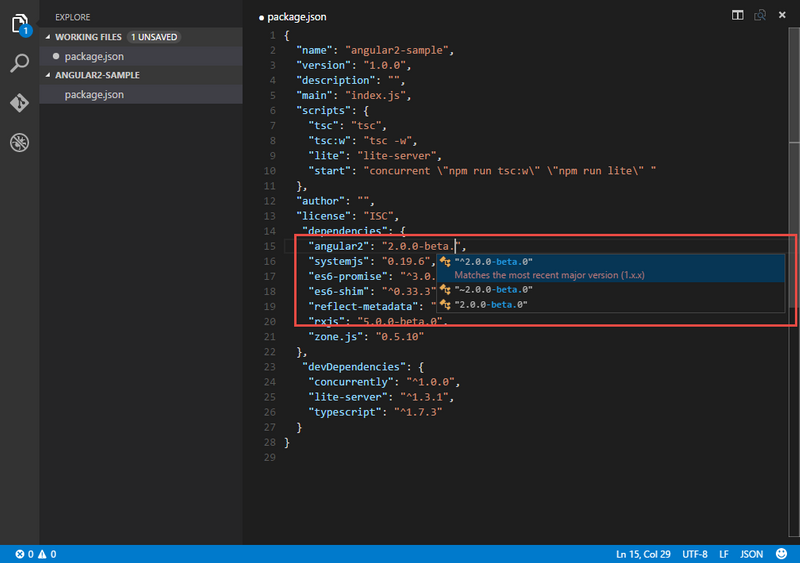 EXPLORE
WORKING FILES 1 UNSAVED
package.json
ANGULAR2-SAMPLE
package.json
1
package.json
1 {
2 "name": "angular2-sample",
3 "version": "1.0.0",
4 "description": "",
5 "main": "index.js",
6 "scripts": {
7 "tsc": "tsc",
8 "tsc:w": "tsc -w",
9 "lite": "lite-server",
10 "start": "concurrent \"npm run tsc:w\" \"npm run lite\" "
11 },
12 "author": "",
13 "license": "ISC",
14 "dependencies": {
15 "angular2": "2.0.0-beta.",
16 "systemjs": "0.19.6",
17 "es6-promise": "^3.0.
18 "es6-shim": "^0.33.3"
19 "reflect-metadata": "
20 "rxjs": "5.0.0-beta.0",
21 "zone.js": "0.5.10"
22 },
23 "devDependencies": {
24 "concurrently": "^1.0.0",
25 "lite-server": "^1.3.1",
26 "typescript": "^1.7.3"
27 }
28 }
29
"^2.0.0-beta.0"
Matches the most recent major version (1.x.x)
"~2.0.0-beta.0"
"2.0.0-beta.0"
0 0 Ln 15, Col 29 UTF-8 LF JSON